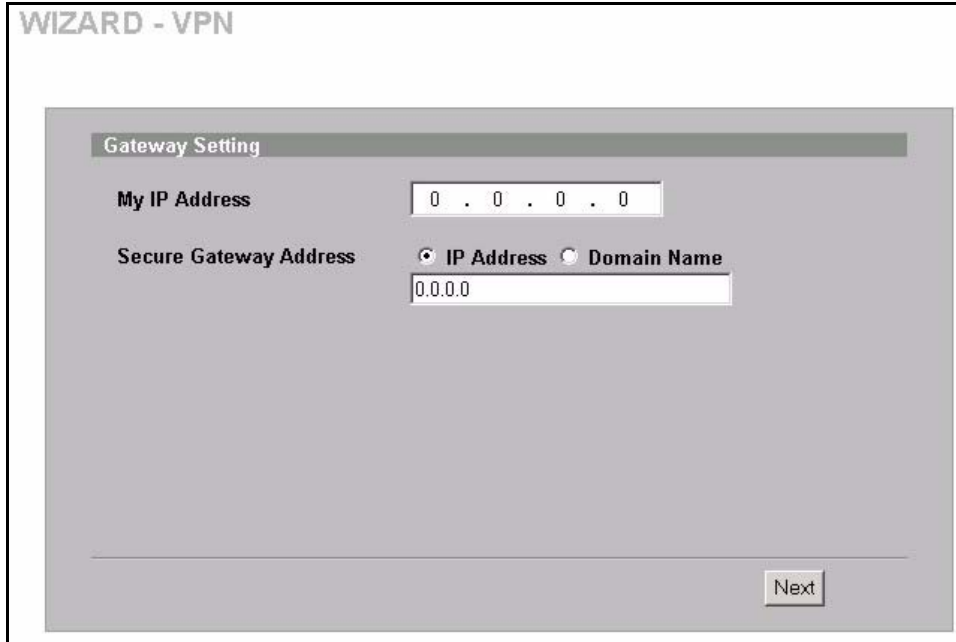 WIZARD - VPN
Gateway Setting
My IP Address 0 . 0 . 0 . 0
Secure Gateway Address IP Address Domain Name
0.0.0.0
Next